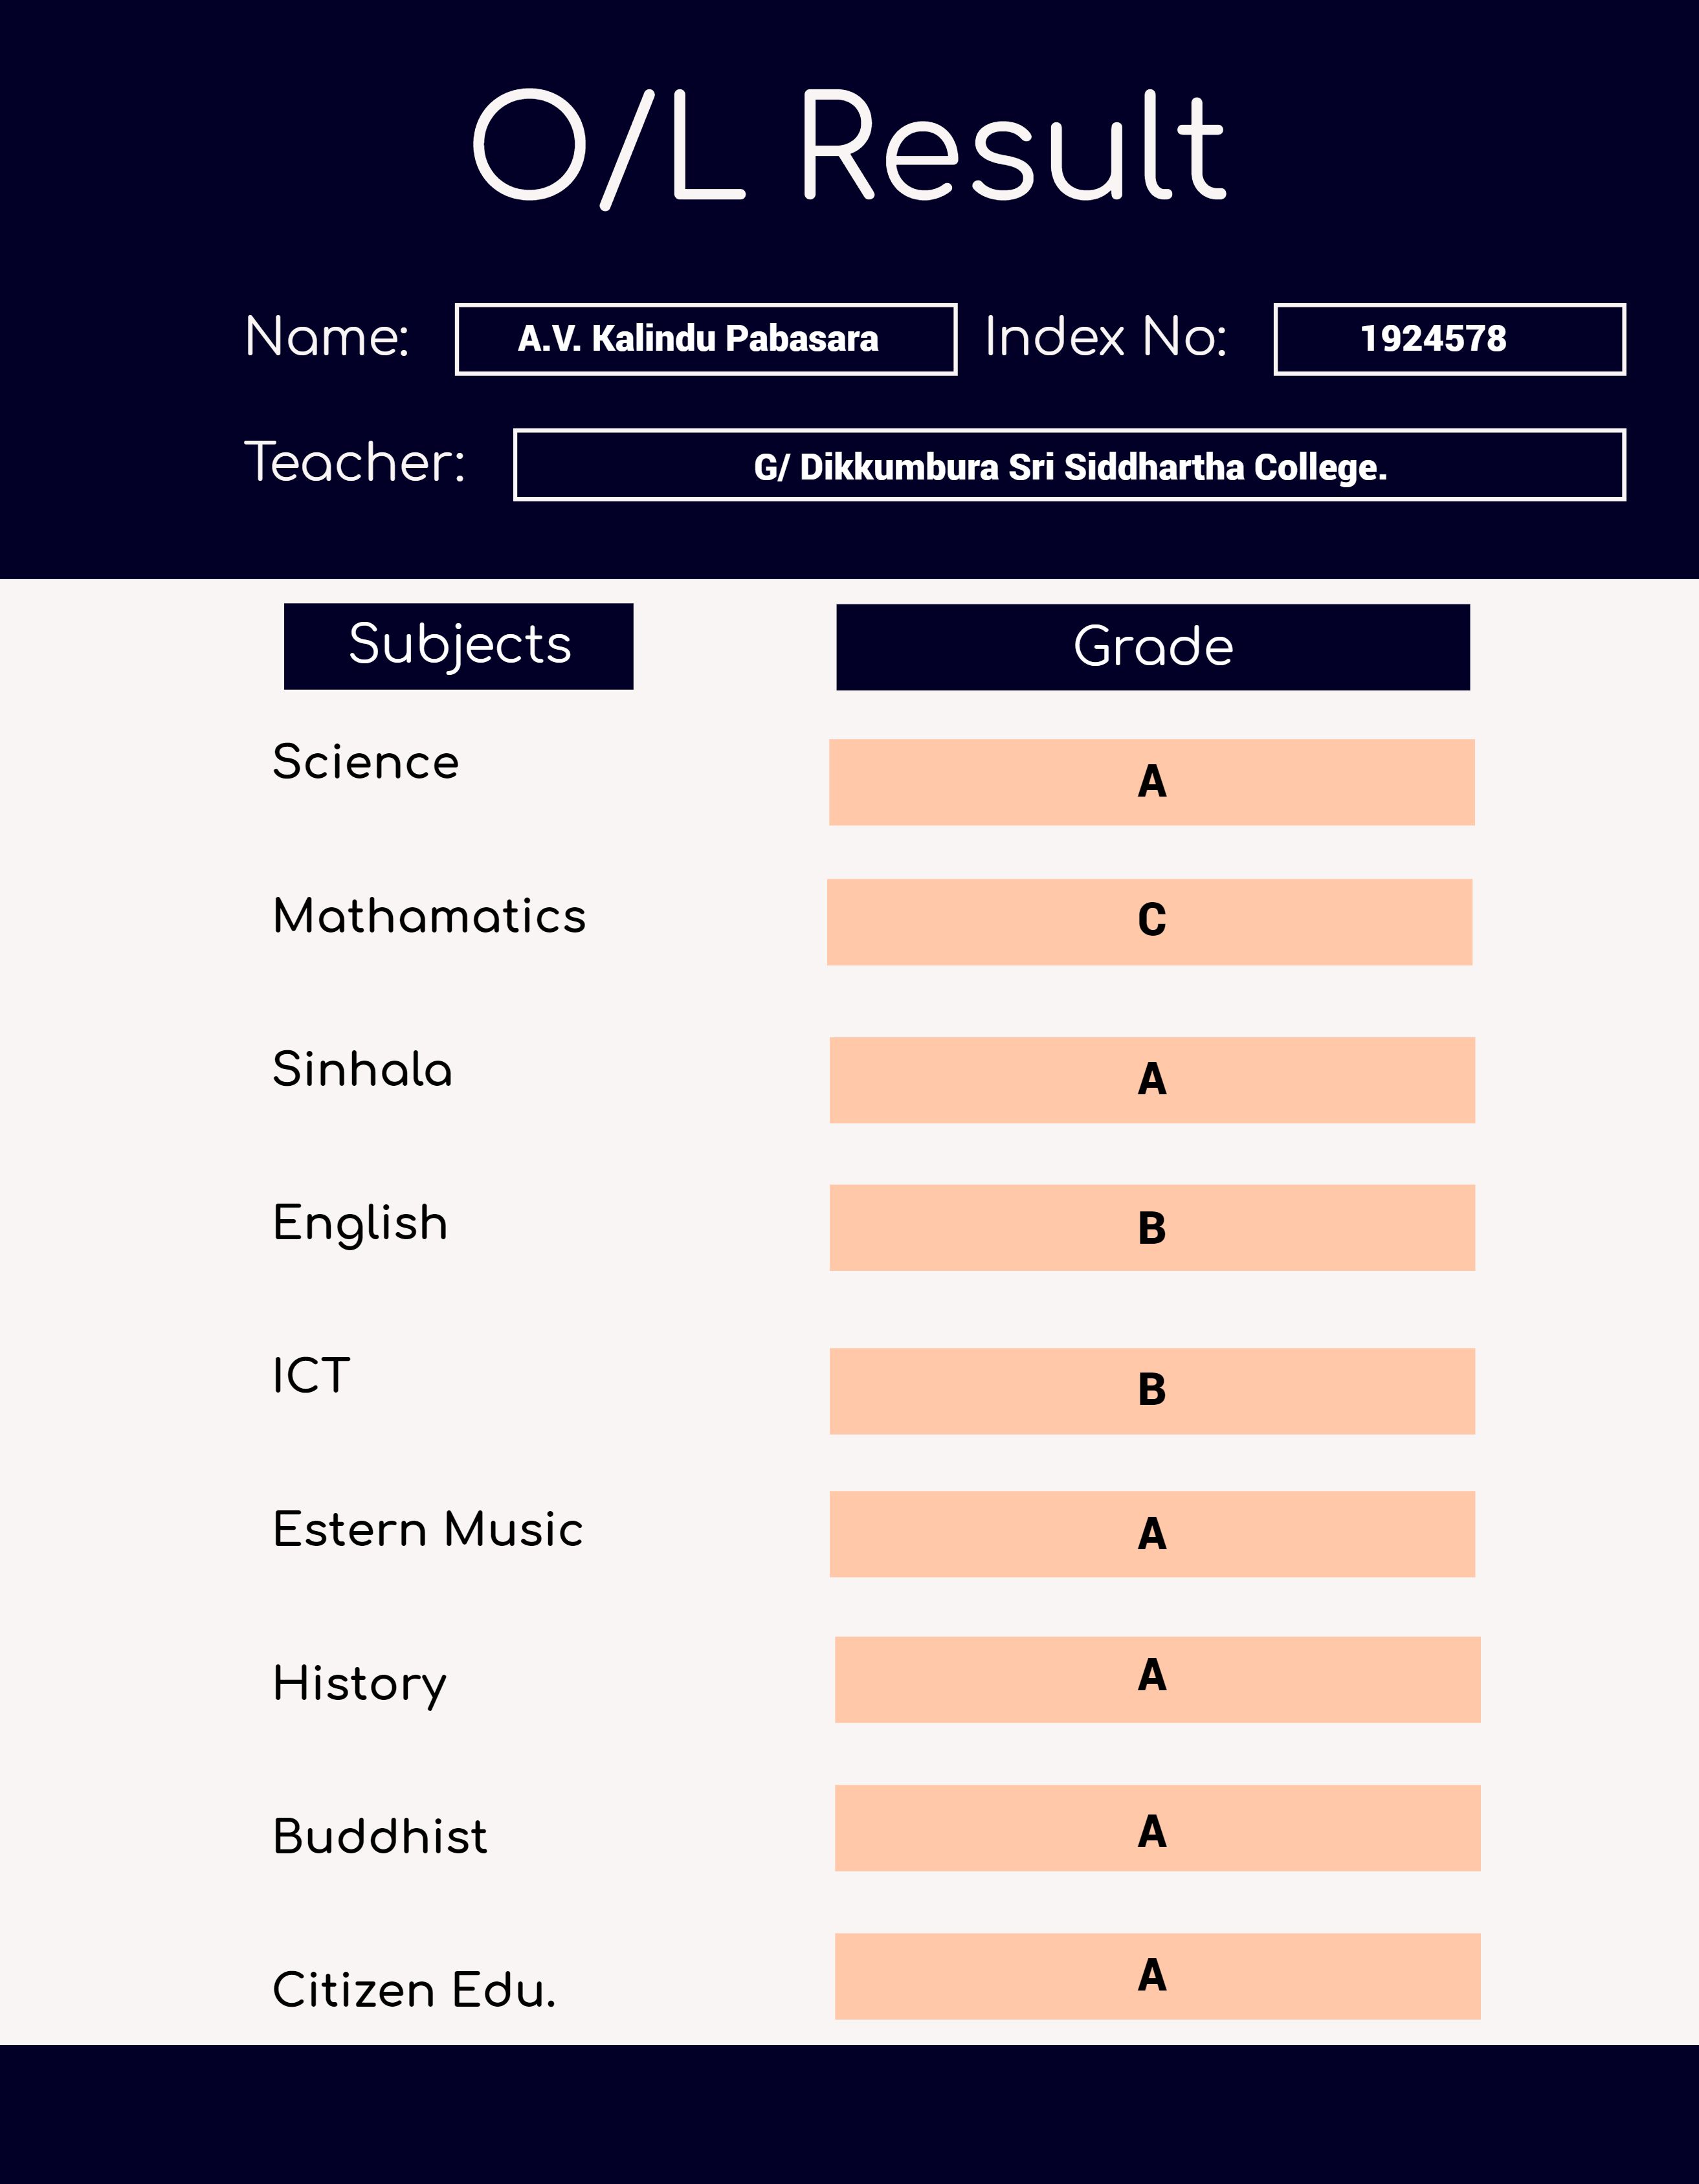 O/L Result
Name: A.V. Kalindu Pabasara Index No: 1924578
Teacher: G/ Dikkumbura Sri Siddhartha College.
Subjects Grade
Science A
Mathamatics C
Sinhala A
English B
ICT B
Estern Music A
History A
Buddhist A
Citizen Edu. A